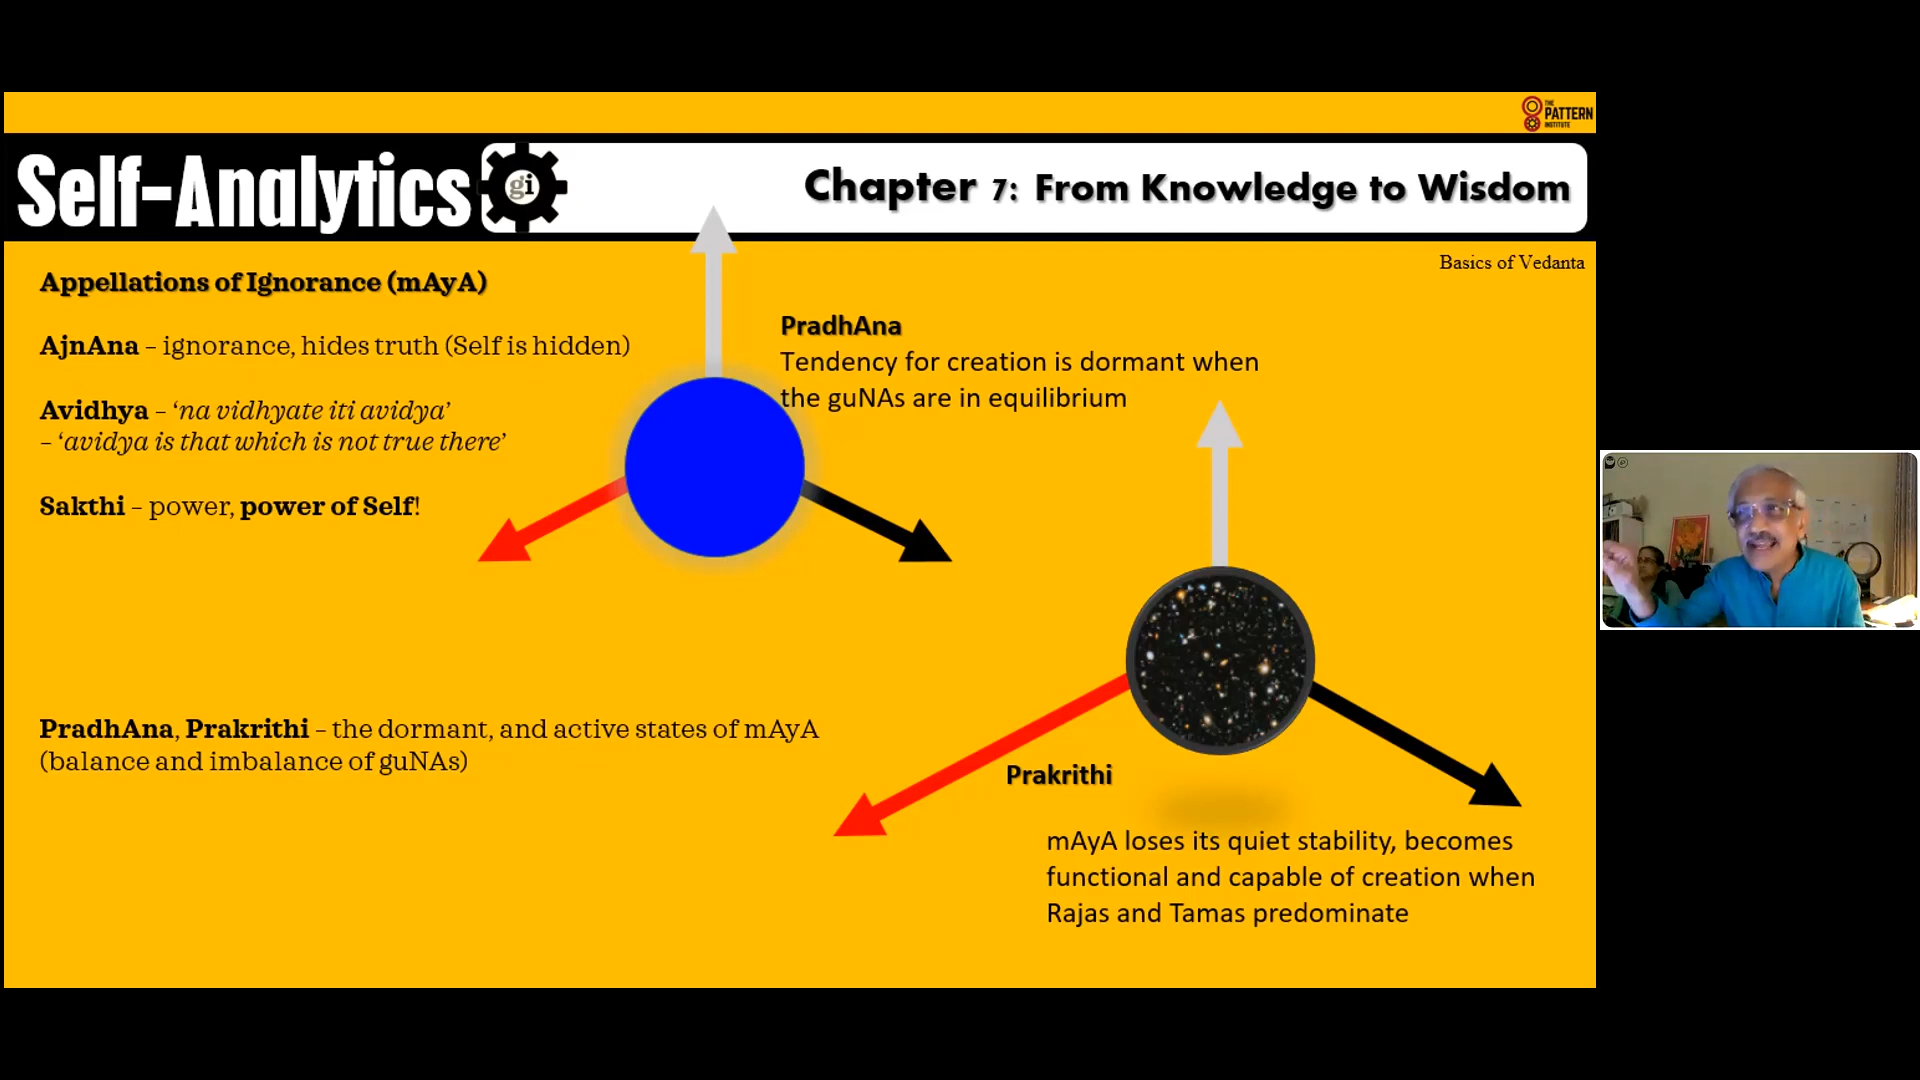 THE
PATTERN
INSTITUTE
Self-Analytics
gi
Chapter 7: From Knowledge to Wisdom
Basics of Vedanta
Appellations of Ignorance (mAyA)
AjnAna – ignorance, hides truth (Self is hidden)
Avidhya – ‘na vidhyate iti avidya’
– ‘avidya is that which is not true there’
Sakthi – power, power of Self!
PradhAna
Tendency for creation is dormant when
the guNAs are in equilibrium
PradhAna, Prakrithi – the dormant, and active states of mAyA
(balance and imbalance of guNAs)
Prakrithi
mAyA loses its quiet stability, becomes
functional and capable of creation when
Rajas and Tamas predominate